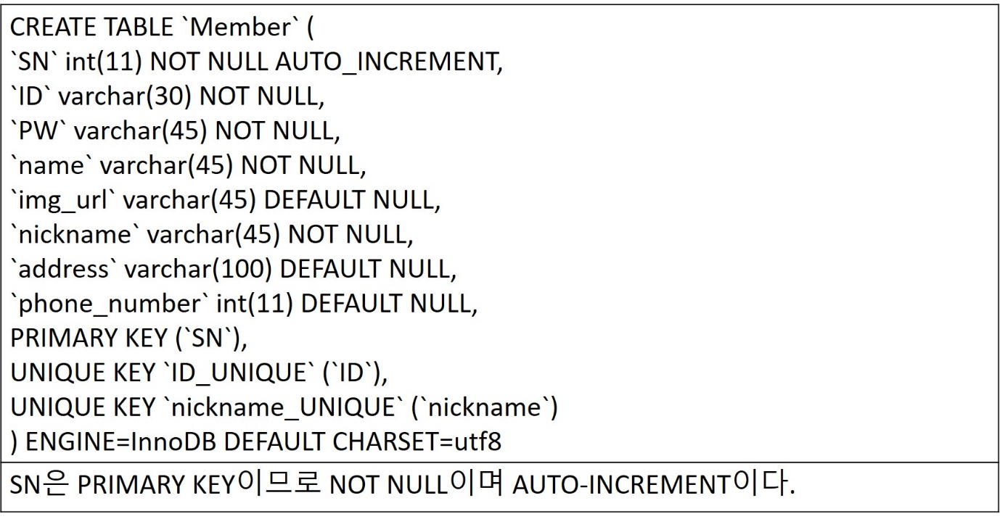 CREATE TABLE `Member` (
`SN` int(11) NOT NULL AUTO_INCREMENT,
`ID` varchar(30) NOT NULL,
`PW` varchar(45) NOT NULL,
`name` varchar(45) NOT NULL,
`img_url` varchar(45) DEFAULT NULL,
`nickname` varchar(45) NOT NULL,
`address` varchar(100) DEFAULT NULL,
`phone_number` int(11) DEFAULT NULL,
PRIMARY KEY (`SN`),
UNIQUE KEY `ID_UNIQUE` (`ID`),
UNIQUE KEY `nickname_UNIQUE` (`nickname`)
) ENGINE=InnoDB DEFAULT CHARSET=utf8
SN은 PRIMARY KEY이므로 NOT NULL이며 AUTO-INCREMENT이다.